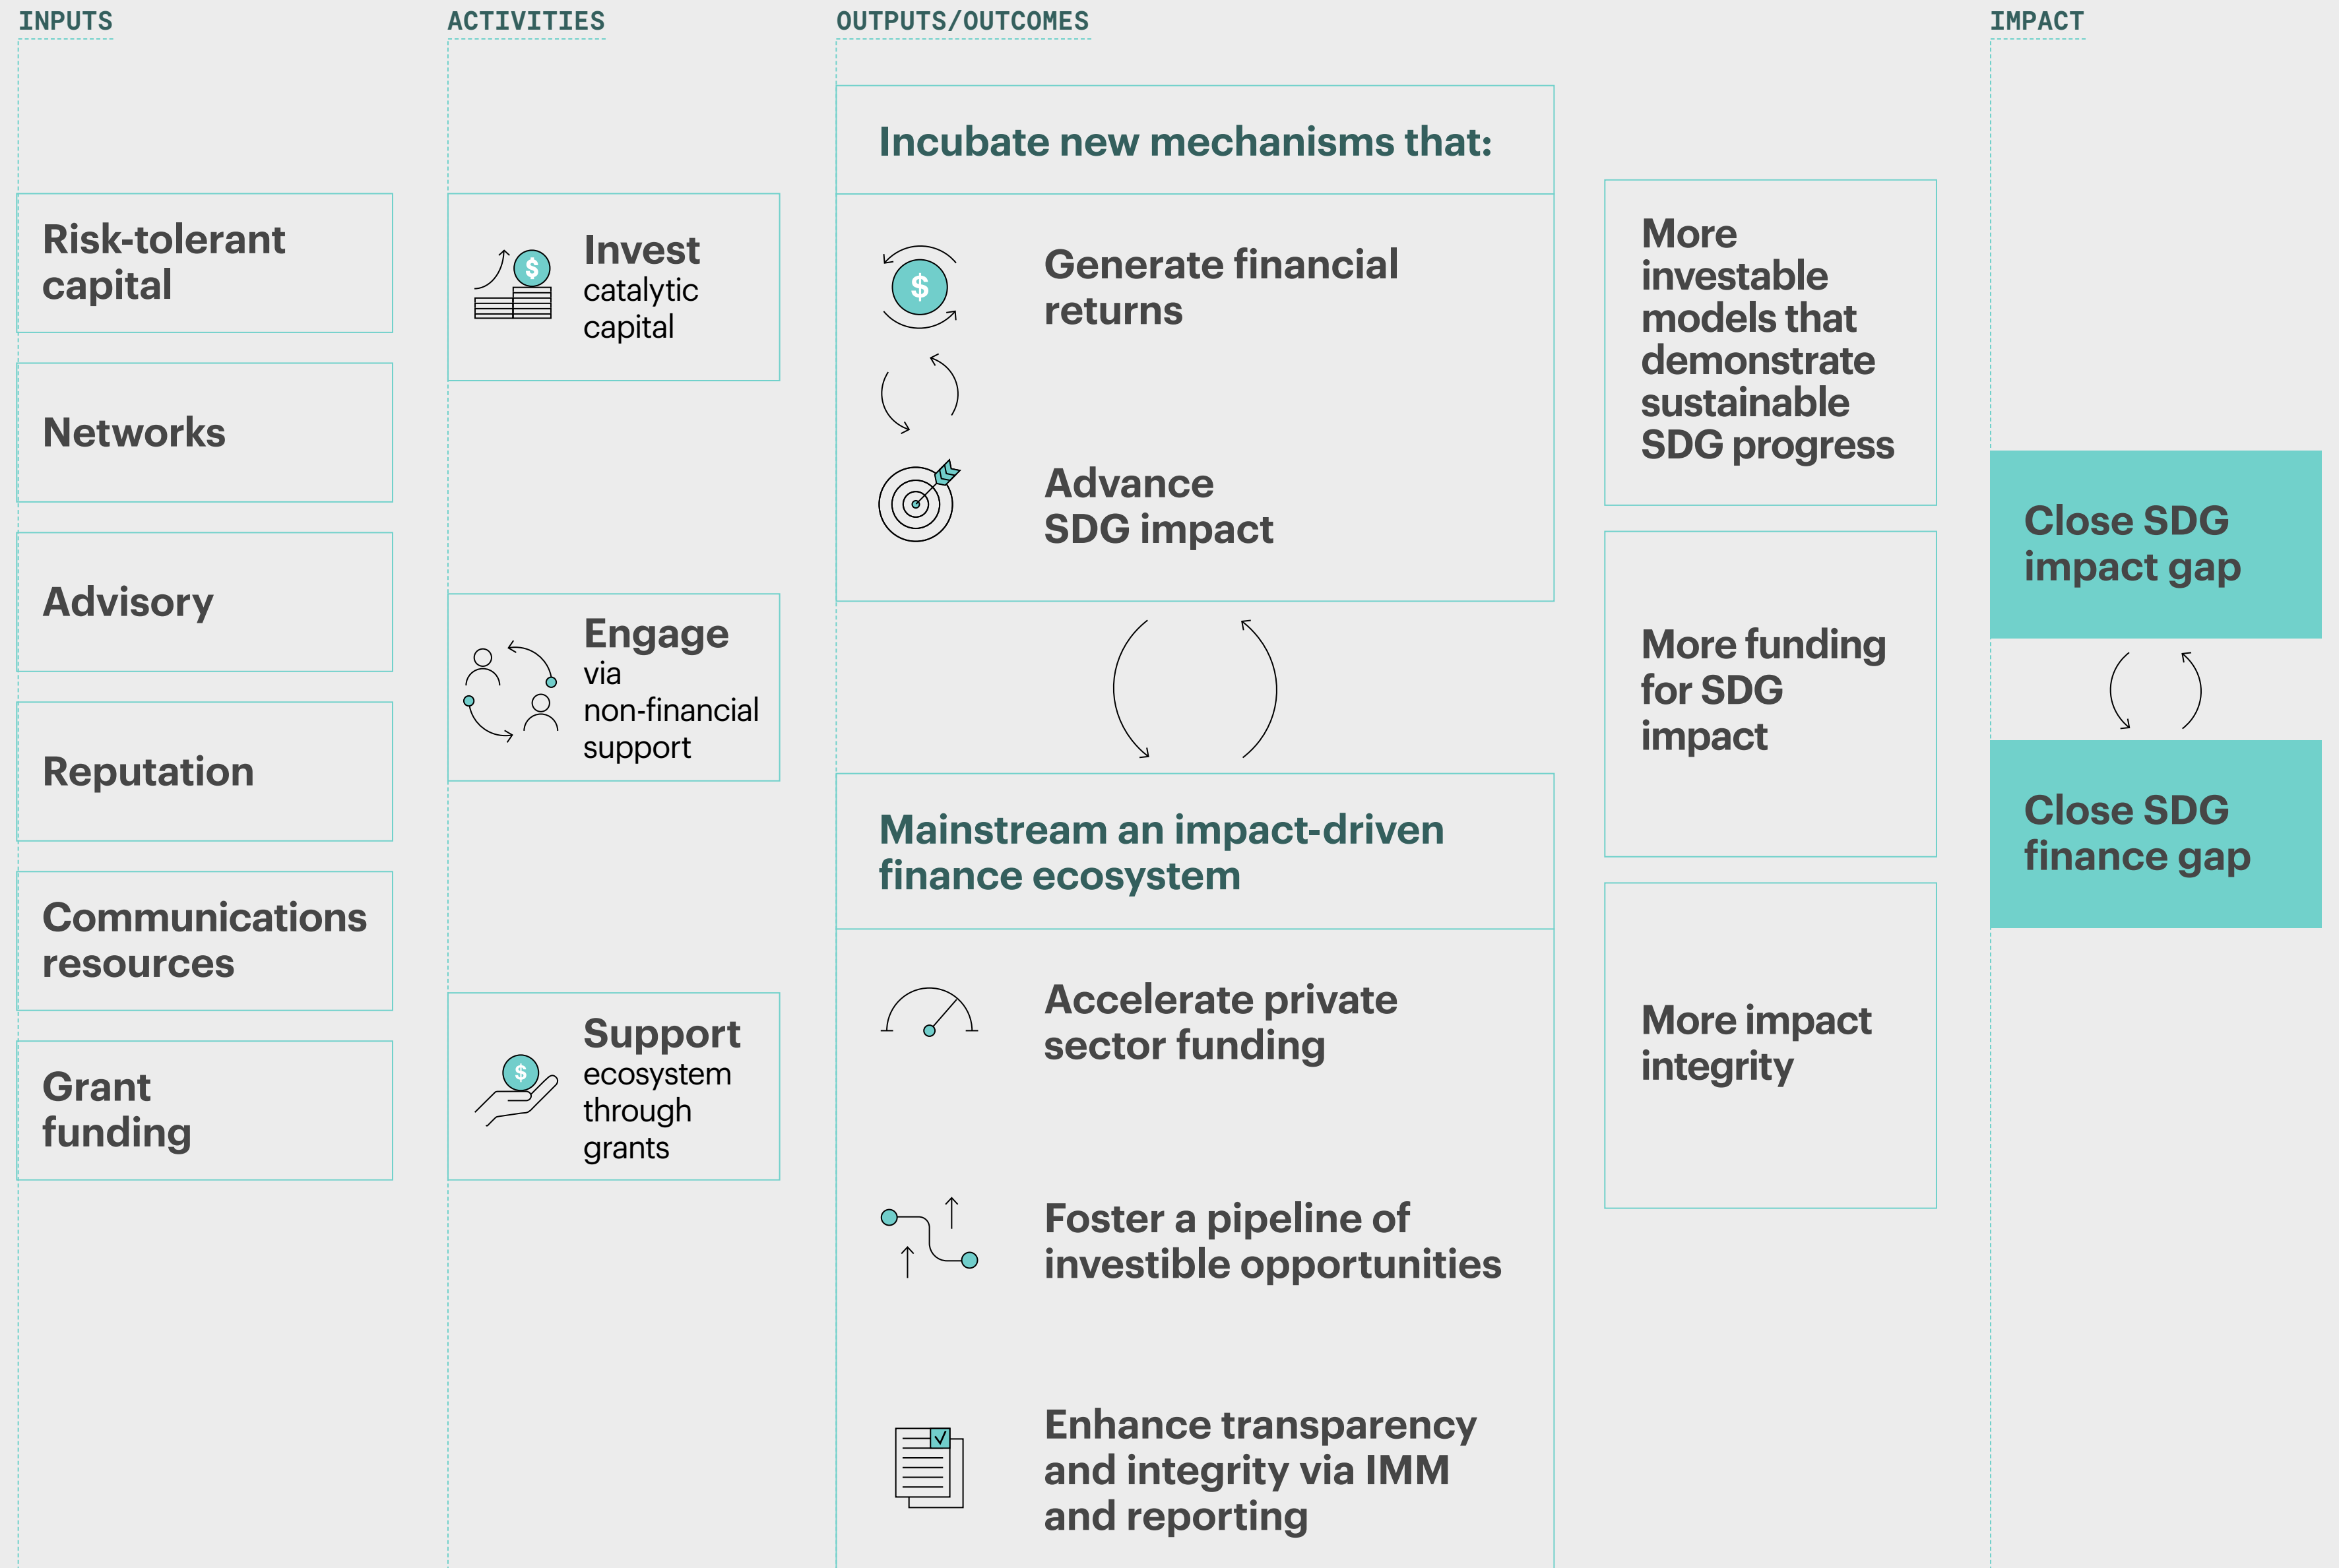 INPUTS
Risk-tolerant
capital
Networks
Advisory
Reputation
Communications
resources
Grant
funding
ACTIVITIES
$
Invest
catalytic
capital
Engage
via
non-financial
support
$
Support
ecosystem
through
grants
OUTPUTS/OUTCOMES
Incubate new mechanisms that:
$
Generate financial
returns
Advance
SDG impact
Mainstream an impact-driven
finance ecosystem
Accelerate private
sector funding
Foster a pipeline of
investible opportunities
Enhance transparency
and integrity via IMM
and reporting
More
investable
models that
demonstrate
sustainable
SDG progress
More funding
for SDG
impact
More impact
integrity
IMPACT
Close SDG
impact gap
Close SDG
finance gap